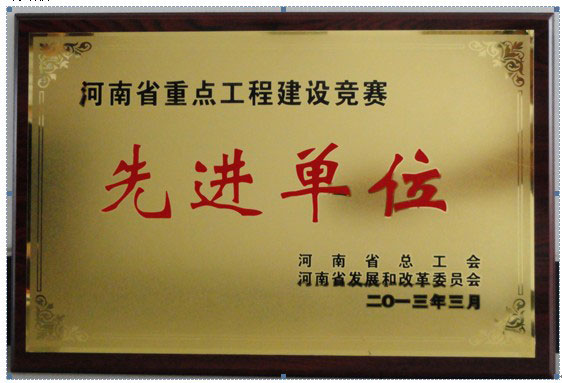 河南省重点工程建设竞赛
先进单位
河南省总工会
河南省发展和改革委员会
二〇一三年三月